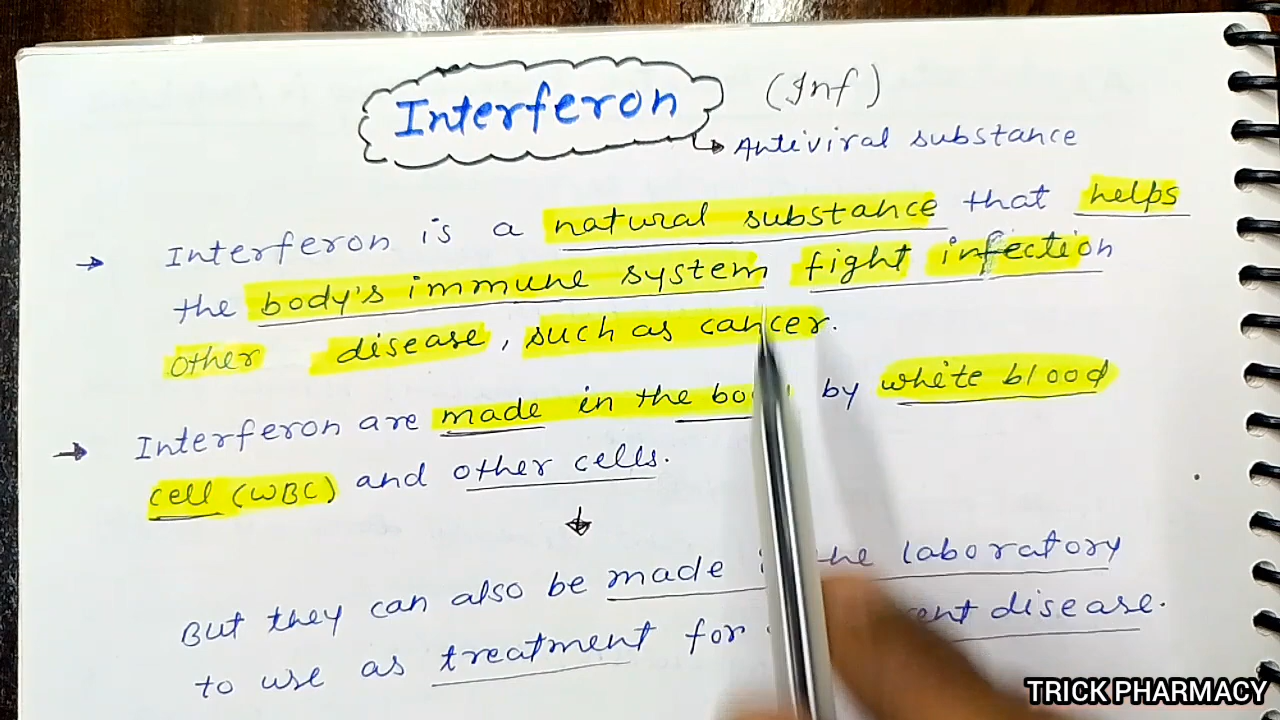 Interferon (Inf)
→ Antiviral substance
→ Interferon is a natural substance that helps
the body's immune system fight infection
other disease, such as cancer.
→ Interferon are made in the by white blood
cell (WBC) and other cells.
↓
But they can also be made the laboratory
to use as treatment for disease.
TRICK PHARMACY